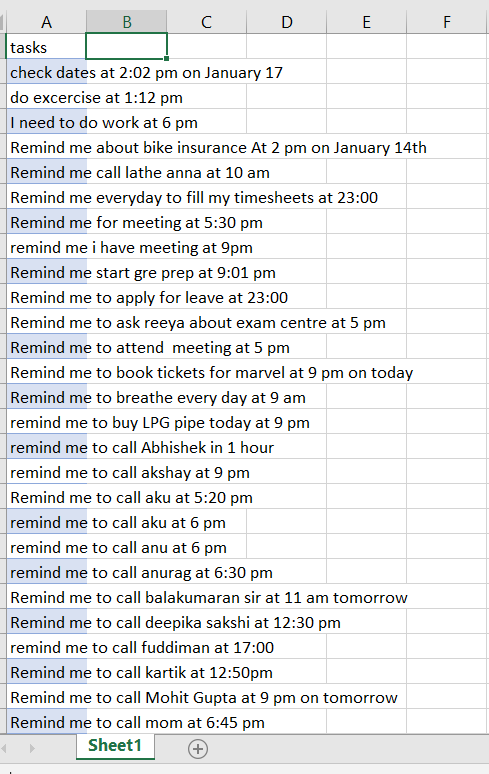 A B C D E F
tasks
check dates at 2:02 pm on January 17
do excercise at 1:12 pm
I need to do work at 6 pm
Remind me about bike insurance At 2 pm on January 14th
Remind me call lathe anna at 10 am
Remind me everyday to fill my timesheets at 23:00
Remind me for meeting at 5:30 pm
remind me i have meeting at 9pm
Remind me start gre prep at 9:01 pm
Remind me to apply for leave at 23:00
Remind me to ask reeya about exam centre at 5 pm
Remind me to attend  meeting at 5 pm
Remind me to book tickets for marvel at 9 pm on today
Remind me to breathe every day at 9 am
remind me to buy LPG pipe today at 9 pm
remind me to call Abhishek in 1 hour
remind me to call akshay at 9 pm
Remind me to call aku at 5:20 pm
remind me to call aku at 6 pm
remind me to call anu at 6 pm
remind me to call anurag at 6:30 pm
Remind me to call balakumaran sir at 11 am tomorrow
Remind me to call deepika sakshi at 12:30 pm
remind me to call fuddiman at 17:00
Remind me to call kartik at 12:50pm
Remind me to call Mohit Gupta at 9 pm on tomorrow
Remind me to call mom at 6:45 pm
Sheet1